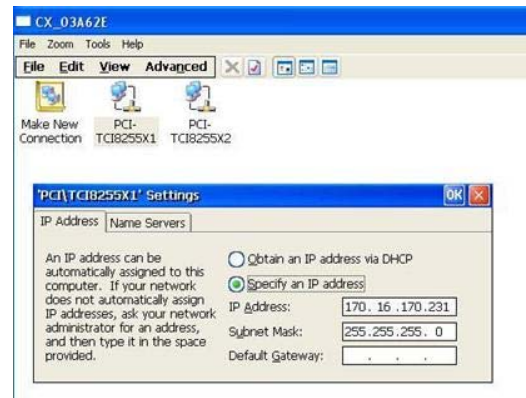 CX_03A62E
File Zoom Tools Help
File Edit View Advanced
Make New Connection
PCI-TCI8255X1
PCI-TCI8255X2
'PCI\TCI8255X1' Settings OK
IP Address Name Servers
An IP address can be
automatically assigned to this
computer. If your network
does not automatically assign
IP addresses, ask your network
administrator for an address,
and then type it in the space
provided.
Obtain an IP address via DHCP
Specify an IP address
IP Address: 170. 16 .170.231
Subnet Mask: 255.255.255. 0
Default Gateway: . . .